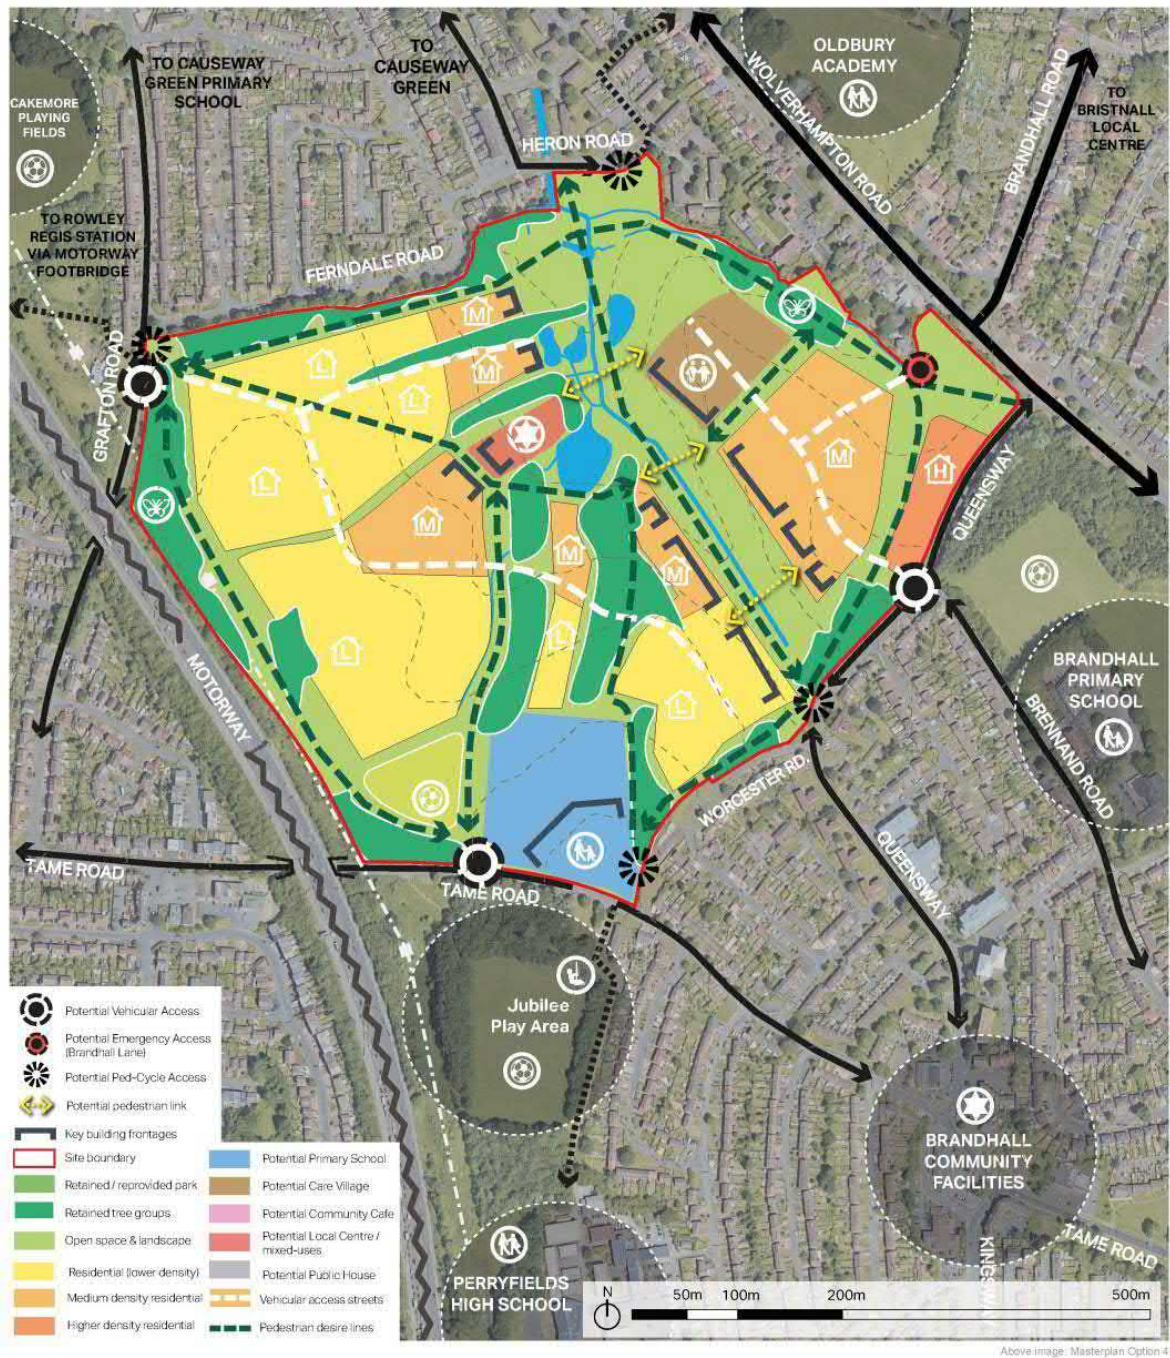 OLDBURY
ACADEMY
TO CAUSEWAY
GREEN PRIMARY
SCHOOL
TO
CAUSEWAY
GREEN
WOLVERHAMPTON ROAD
BRANDHALL ROAD
TO
BRISTNALL
LOCAL
CENTRE
CAKEMORE
PLAYING
FIELDS
HERON ROAD
TO ROWLEY
REGIS STATION
VIA MOTORWAY
FOOTBRIDGE
FERNDALE ROAD
GRAFTON ROAD
L
M
M
L
M
H
L
M
M
M
L
L
L
QUEENSWAY
MOTORWAY
BRANDHALL
PRIMARY
SCHOOL
BRENNAND ROAD
WORCESTER RD.
QUEENSWAY
TAME ROAD
TAME ROAD
Jubilee
Play Area
BRANDHALL
COMMUNITY
FACILITIES
TAME ROAD
KINGSWAY
PERRYFIELDS
HIGH SCHOOL
Potential Vehicular Access
Potential Emergency Access
(Brandhall Lane)
Potential Ped-Cycle Access
Potential pedestrian link
Key building frontages
Site boundary
Retained / reprovided park
Retained tree groups
Open space & landscape
Residential (lower density)
Medium density residential
Higher density residential
Potential Primary School
Potential Care Village
Potential Community Cafe
Potential Local Centre /
mixed-uses
Potential Public House
Vehicular access streets
Pedestrian desire lines
N
50m 100m 200m 500m
Above image: Masterplan Option 4